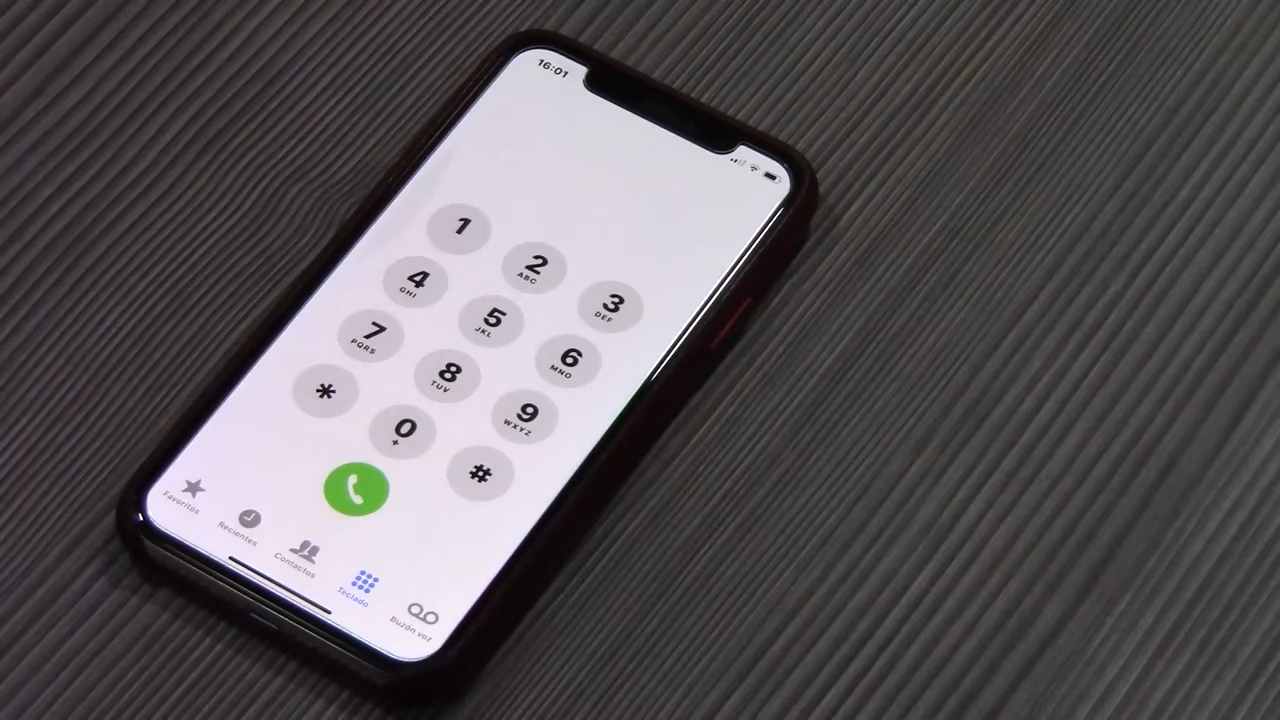 16:01
1
2
ABC
3
DEF
4
GHI
5
JKL
6
MNO
7
PQRS
8
TUV
9
WXYZ
*
0
+
#
Favoritos
Recientes
Contactos
Teclado
Buzón voz